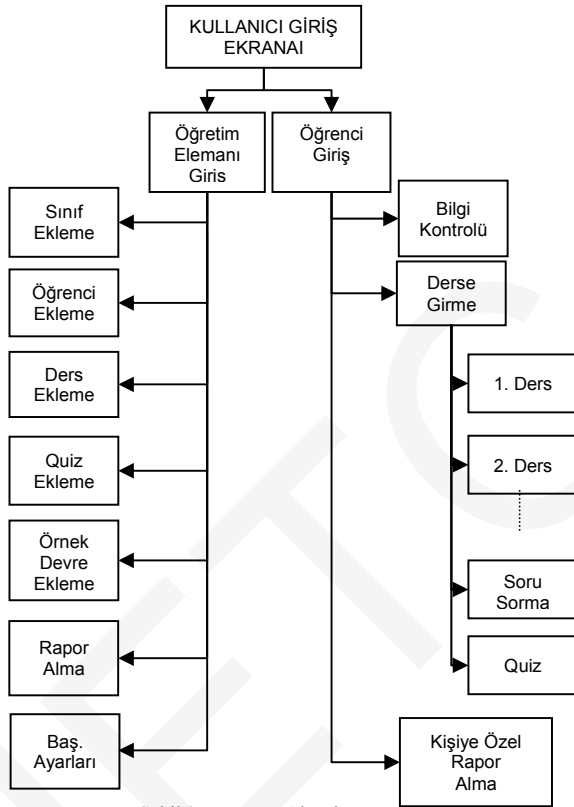 KULLANICI GİRİŞ
EKRANAI
Öğretim
Elemanı
Giris
Öğrenci
Giriş
Sınıf
Ekleme
Öğrenci
Ekleme
Ders
Ekleme
Quiz
Ekleme
Örnek
Devre
Ekleme
Rapor
Alma
Baş.
Ayarları
Bilgi
Kontrolü
Derse
Girme
1. Ders
2. Ders
Soru
Sorma
Quiz
Kişiye Özel
Rapor
Alma